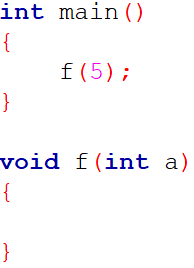 int main()
{
    f(5);
}

void f(int a)
{

}